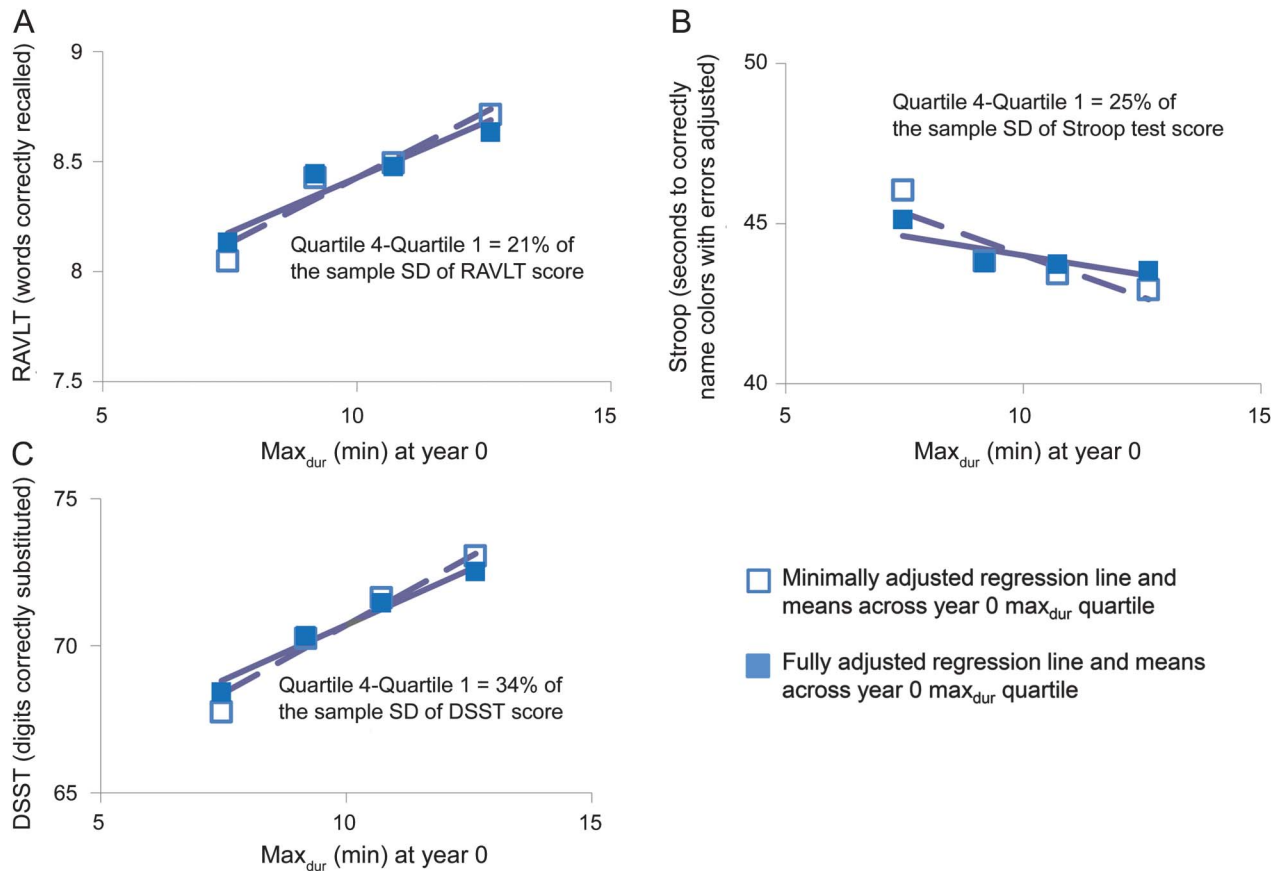 A
RAVLT (words correctly recalled)
9
8.5
8
7.5
Quartile 4-Quartile 1 = 21% of
the sample SD of RAVLT score
5
10
15
Max_dur (min) at year 0
B
Stroop (seconds to correctly
name colors with errors adjusted)
50
45
40
Quartile 4-Quartile 1 = 25% of
the sample SD of Stroop test score
5
10
15
Max_dur (min) at year 0
C
DSST (digits correctly substituted)
75
70
65
Quartile 4-Quartile 1 = 34% of
the sample SD of DSST score
5
10
15
Max_dur (min) at year 0
Minimally adjusted regression line and
means across year 0 max_dur quartile
Fully adjusted regression line and means
across year 0 max_dur quartile